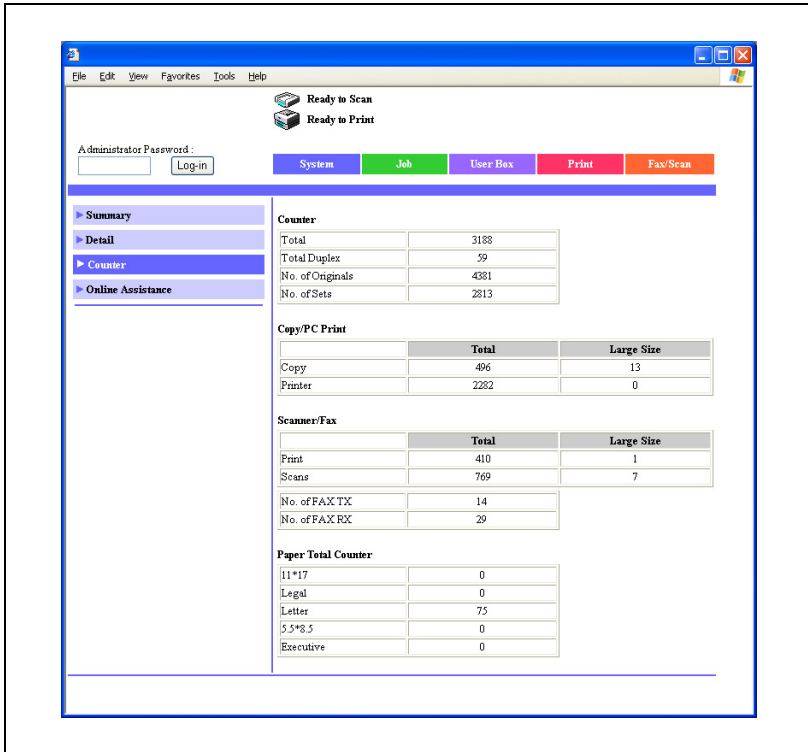 File Edit View Favorites Tools Help
Ready to Scan
Ready to Print
Administrator Password :
Log-in
System Job User Box Print Fax/Scan
Summary
Detail
Counter
Online Assistance
Counter
Total 3188
Total Duplex 59
No. of Originals 4381
No. of Sets 2813
Copy/PC Print
Total Large Size
Copy 496 13
Printer 2282 0
Scanner/Fax
Total Large Size
Print 410 1
Scans 769 7
No. of FAX TX 14
No. of FAX RX 29
Paper Total Counter
11*17 0
Legal 0
Letter 75
5.5*8.5 0
Executive 0